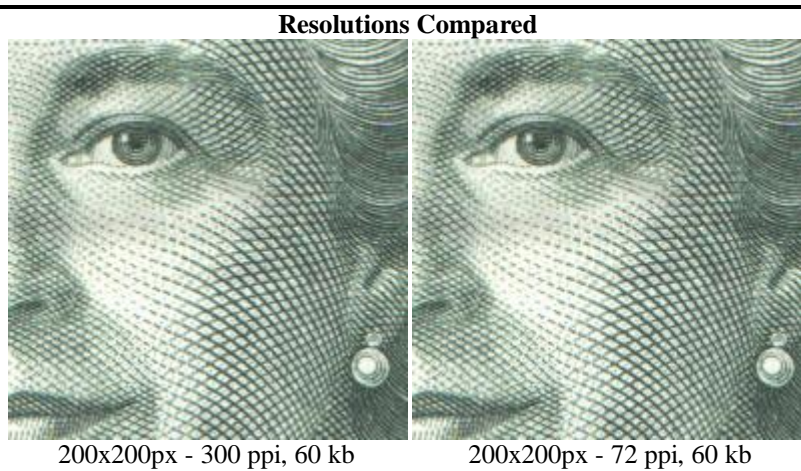 Resolutions Compared
200x200px - 300 ppi, 60 kb
200x200px - 72 ppi, 60 kb